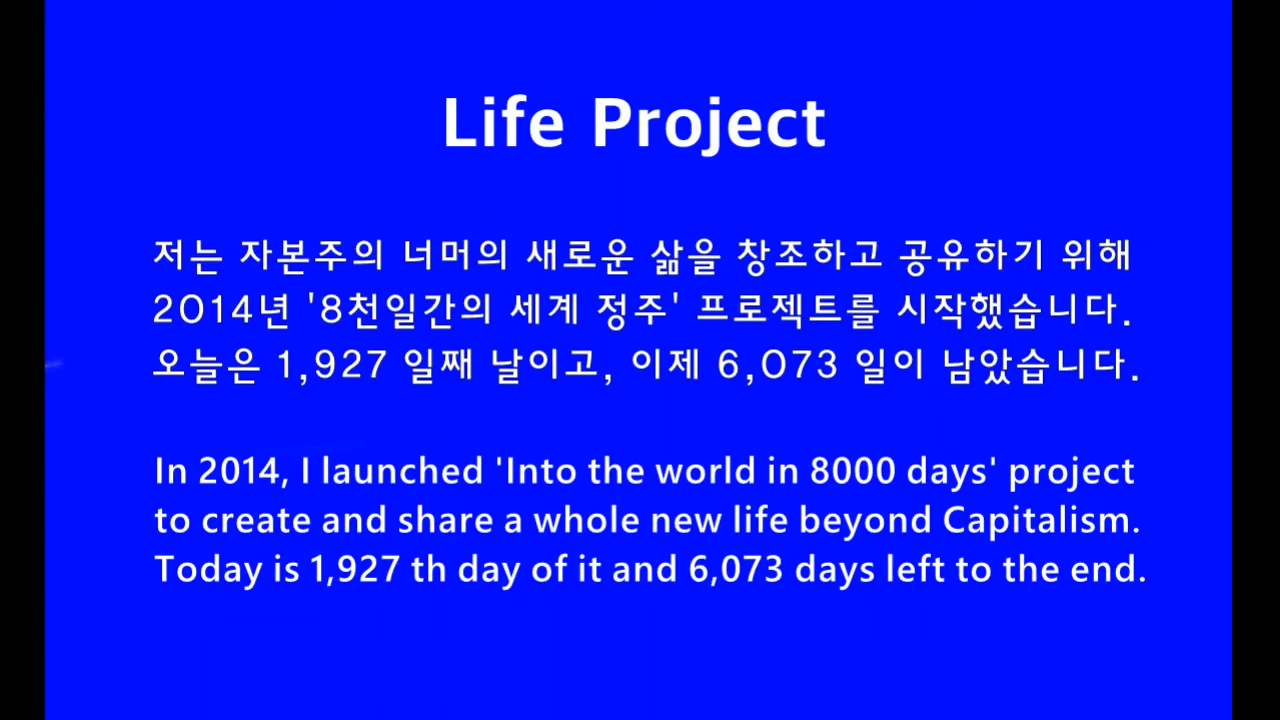 Life Project
저는 자본주의 너머의 새로운 삶을 창조하고 공유하기 위해
2014년 '8천일간의 세계 정주' 프로젝트를 시작했습니다.
오늘은 1,927 일째 날이고, 이제 6,073 일이 남았습니다.
In 2014, I launched 'Into the world in 8000 days' project
to create and share a whole new life beyond Capitalism.
Today is 1,927 th day of it and 6,073 days left to the end.